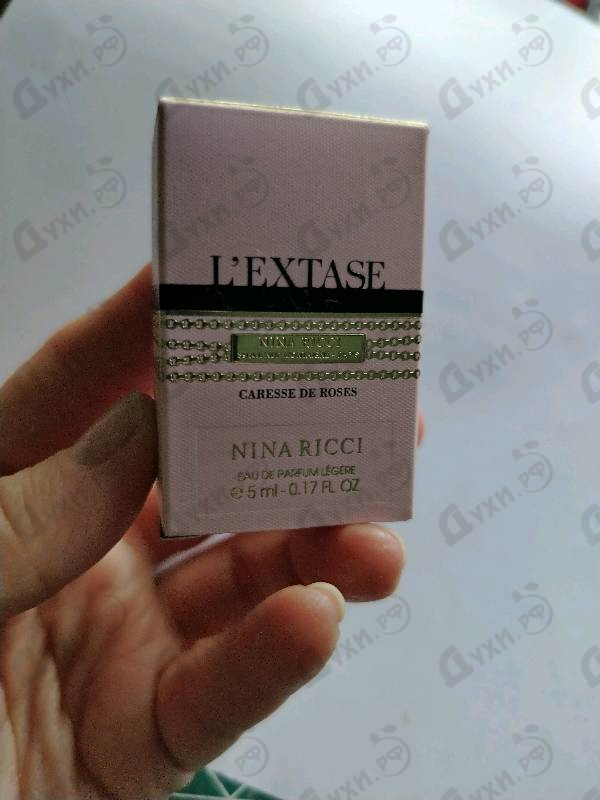 L'EXTASE
NINA RICCI
CARESSE DE ROSES
NINA RICCI
EAU DE PARFUM LÉGÈRE
e 5 ml - 0.17 FL OZ
Духи.рф